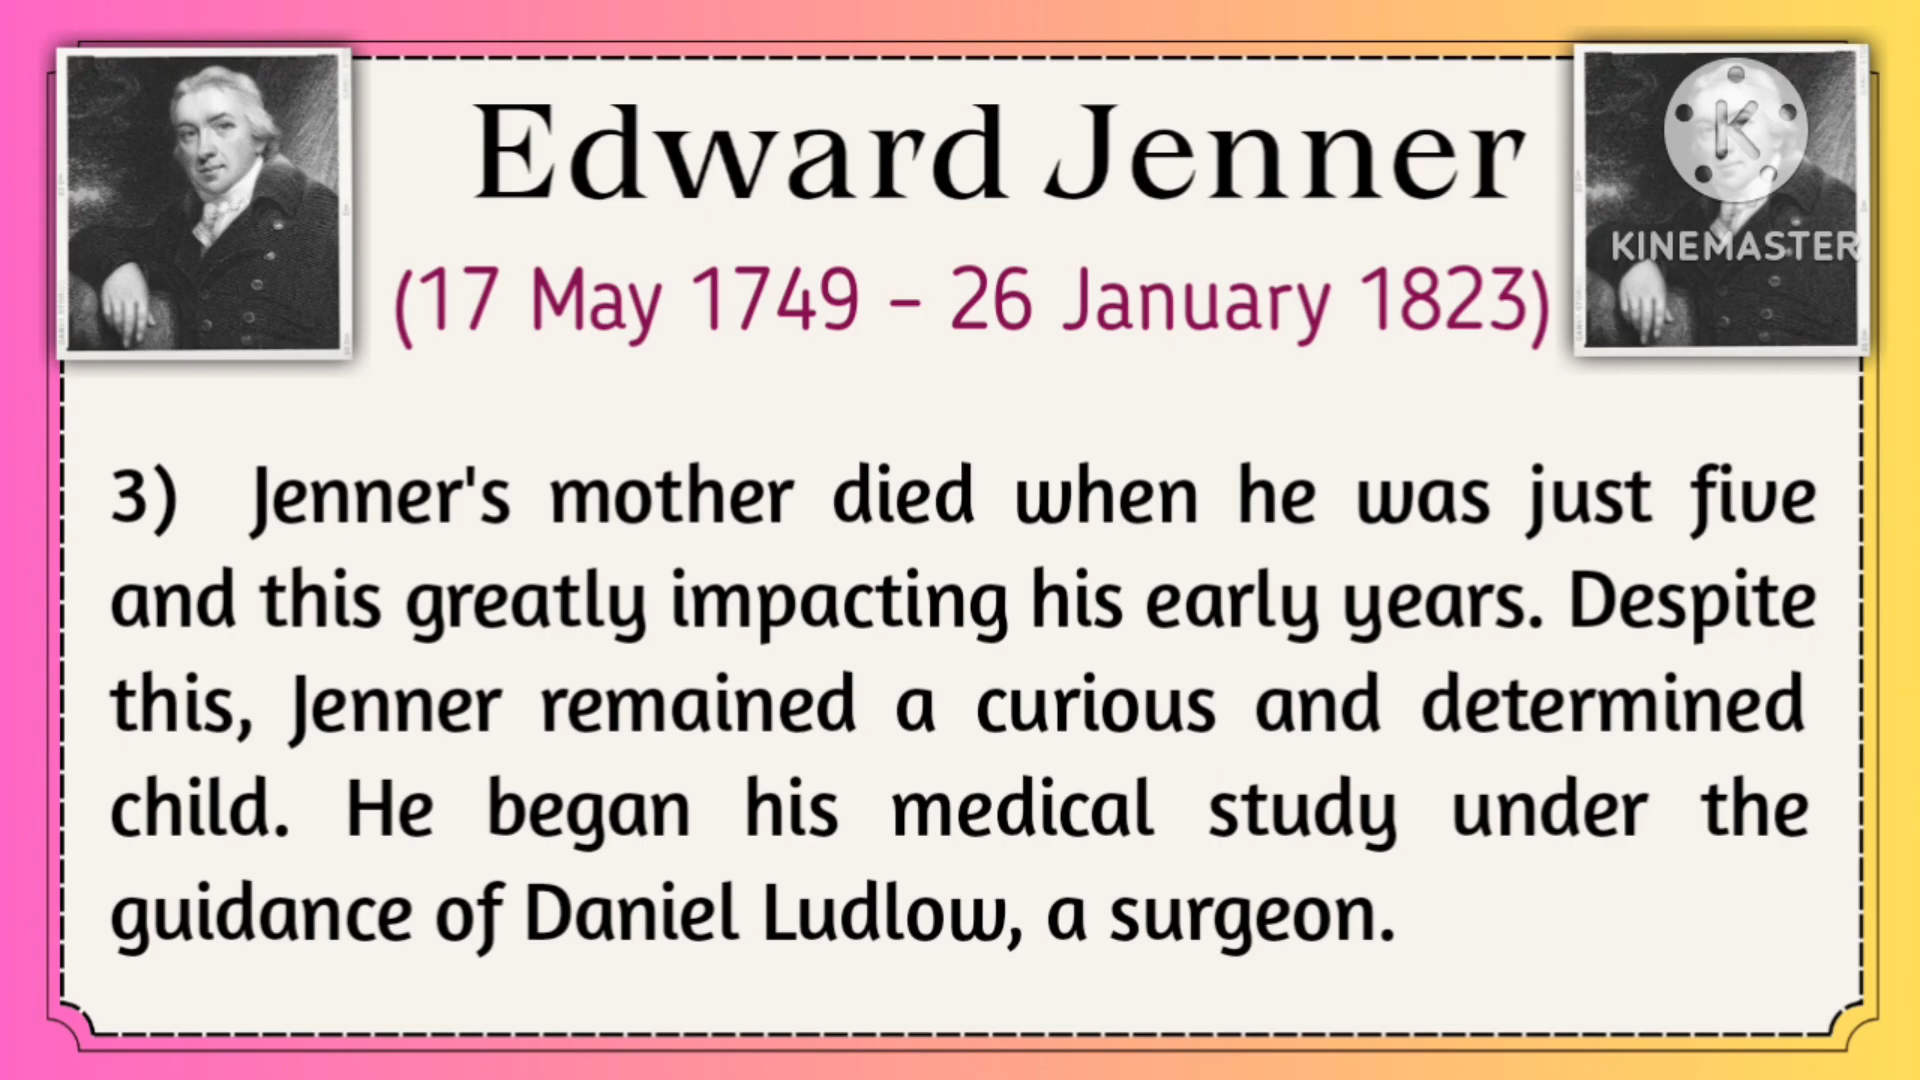 Edward Jenner
(17 May 1749 - 26 January 1823)
K
KINEMASTER
3) Jenner's mother died when he was just five
and this greatly impacting his early years. Despite
this, Jenner remained a curious and determined
child. He began his medical study under the
guidance of Daniel Ludlow, a surgeon.